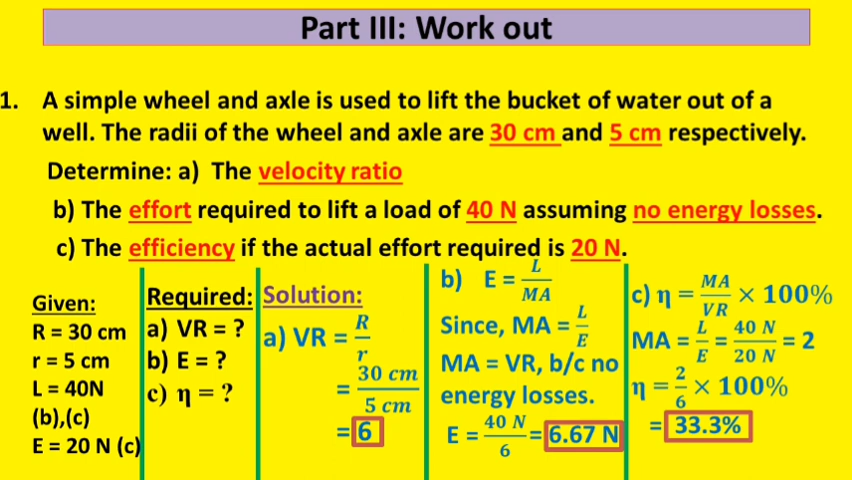 Part III: Work out
1. A simple wheel and axle is used to lift the bucket of water out of a
well. The radii of the wheel and axle are 30 cm and 5 cm respectively.
Determine: a) The velocity ratio
b) The effort required to lift a load of 40 N assuming no energy losses.
c) The efficiency if the actual effort required is 20 N.
Given:
R = 30 cm
r = 5 cm
L = 40N
(b),(c)
E = 20 N (c)
Required:
a) VR = ?
b) E = ?
c) η = ?
Solution:
a) VR = R/r
= 30 cm/5 cm
= 6
b) E = L/MA
Since, MA = L/E
MA = VR, b/c no
energy losses.
E = 40 N/6 = 6.67 N
c) η = MA/VR × 100%
MA = L/E = 40 N/20 N = 2
η = 2/6 × 100%
= 33.3%